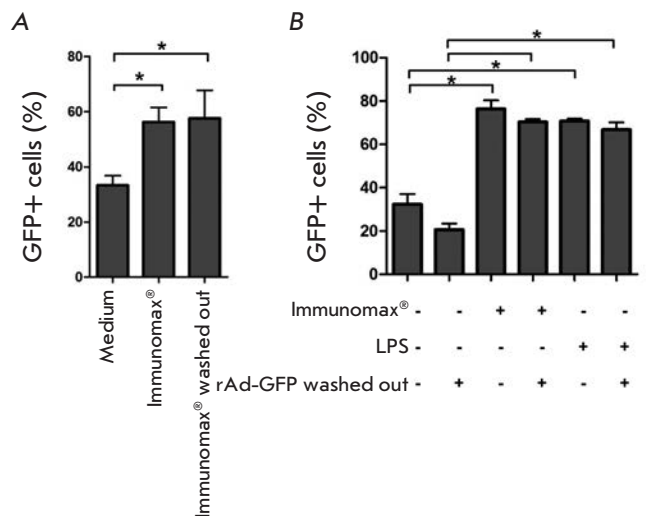 A
GFP+ cells (%)
80
60
40
20
0
*
*
Medium
Immunomax®
Immunomax® washed out
B
GFP+ cells (%)
100
80
60
40
20
0
*
*
*
*
Immunomax® - - + + - -
LPS - - - - + +
rAd-GFP washed out - + - + - +